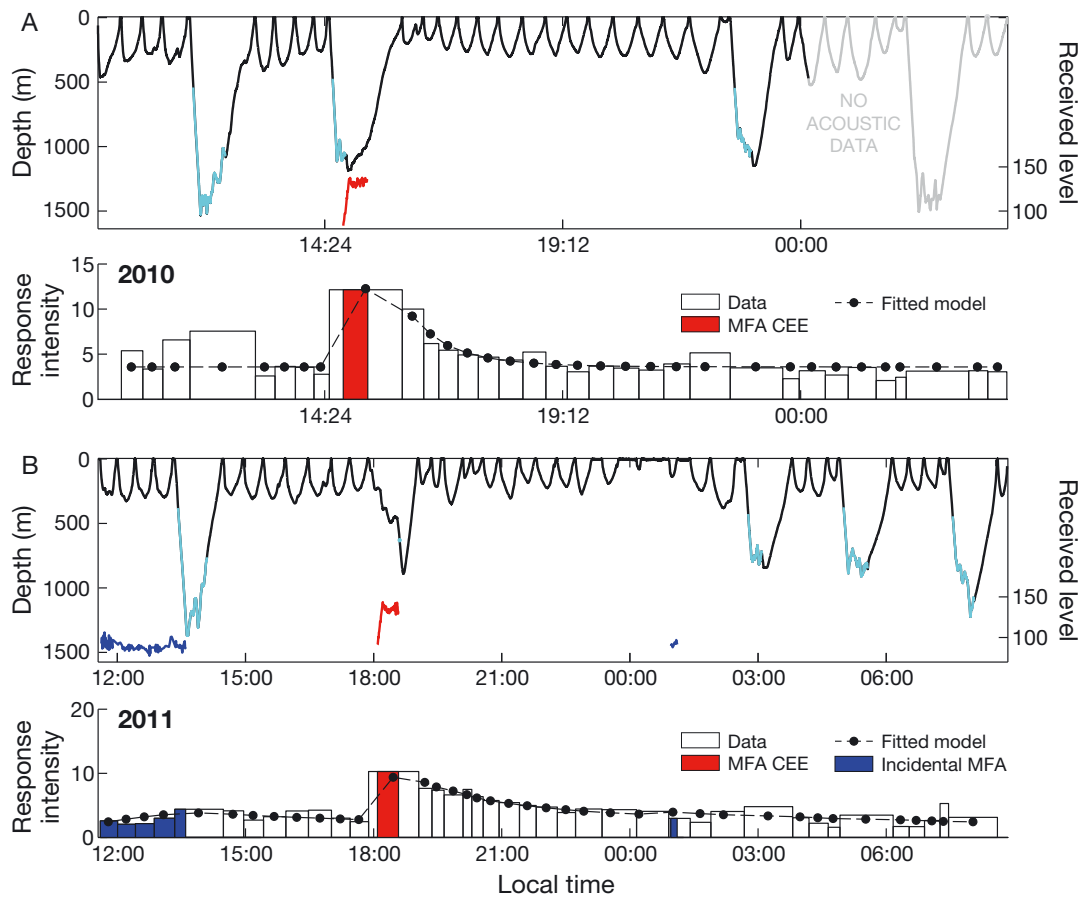 A
Depth (m)
0
500
1000
1500
NO
ACOUSTIC
DATA
Received level
150
100
14:24
19:12
00:00
2010
Response
intensity
15
10
5
0
Data
MFA CEE
Fitted model
14:24
19:12
00:00
B
Depth (m)
0
500
1000
1500
Received level
150
100
12:00
15:00
18:00
21:00
00:00
03:00
06:00
2011
Response
intensity
20
10
0
Data
Fitted model
MFA CEE
Incidental MFA
12:00
15:00
18:00
21:00
00:00
03:00
06:00
Local time